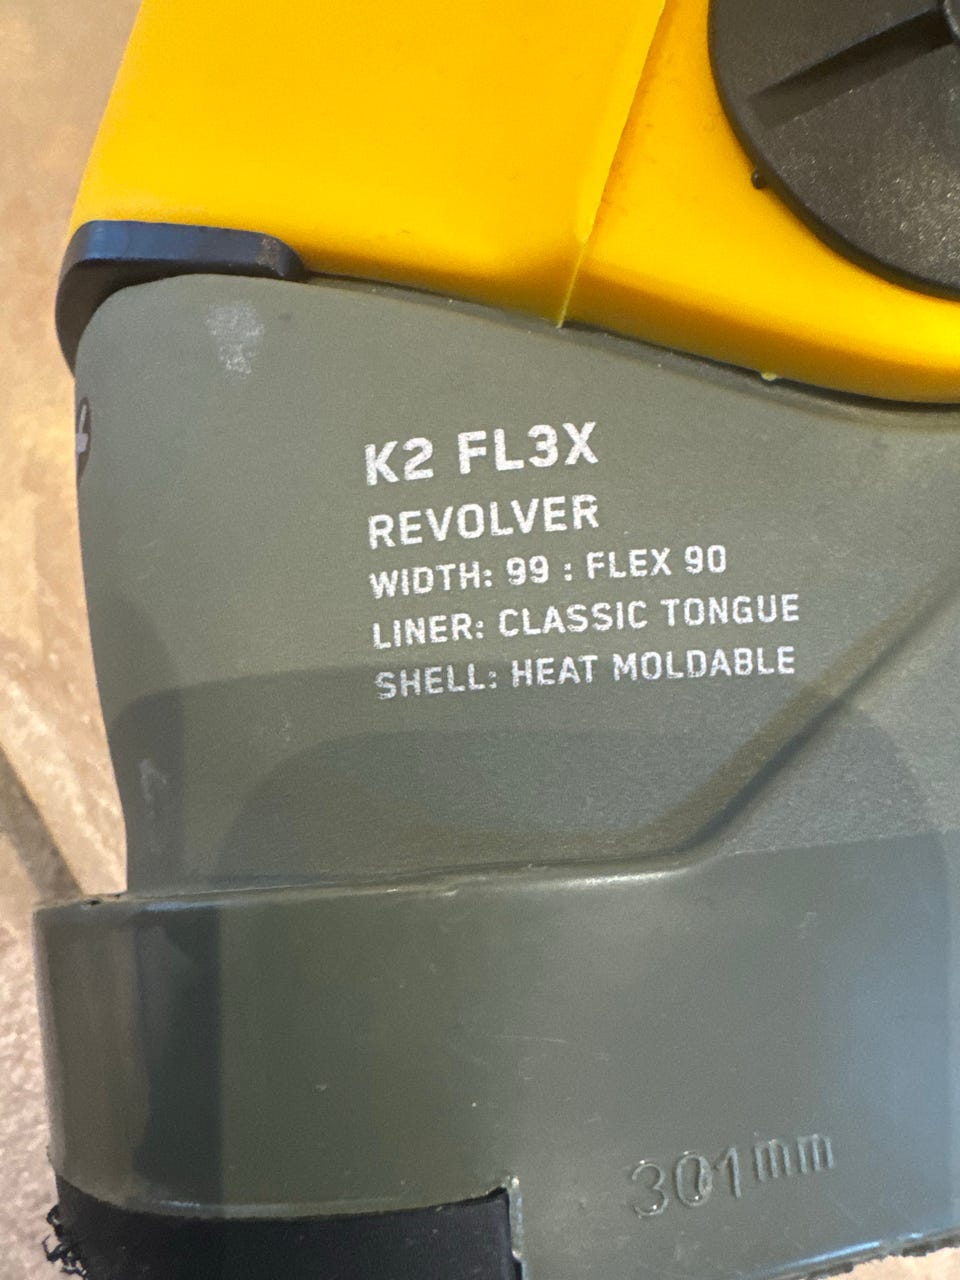 K2 FL3X
REVOLVER
WIDTH: 99 : FLEX 90
LINER: CLASSIC TONGUE
SHELL: HEAT MOLDABLE
301mm